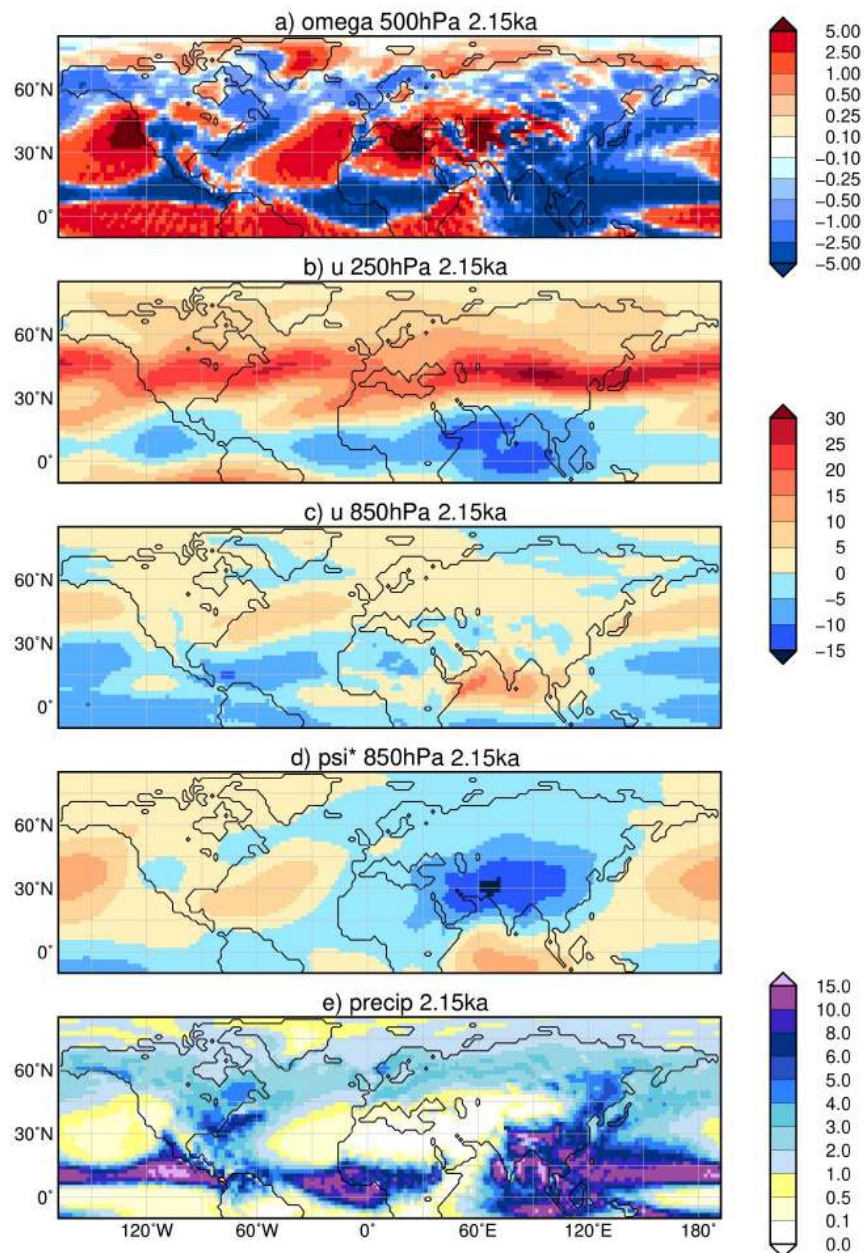 a) omega 500hPa 2.15ka
60°N
30°N
0°
5.00
2.50
1.00
0.50
0.25
0.10
−0.10
−0.25
−0.50
−1.00
−2.50
−5.00
b) u 250hPa 2.15ka
60°N
30°N
0°
30
25
20
15
10
5
0
−5
−10
−15
c) u 850hPa 2.15ka
60°N
30°N
0°
d) psi* 850hPa 2.15ka
60°N
30°N
0°
e) precip 2.15ka
60°N
30°N
0°
120°W
60°W
0°
60°E
120°E
180°
15.0
10.0
8.0
6.0
5.0
4.0
3.0
2.0
1.0
0.5
0.1
0.0